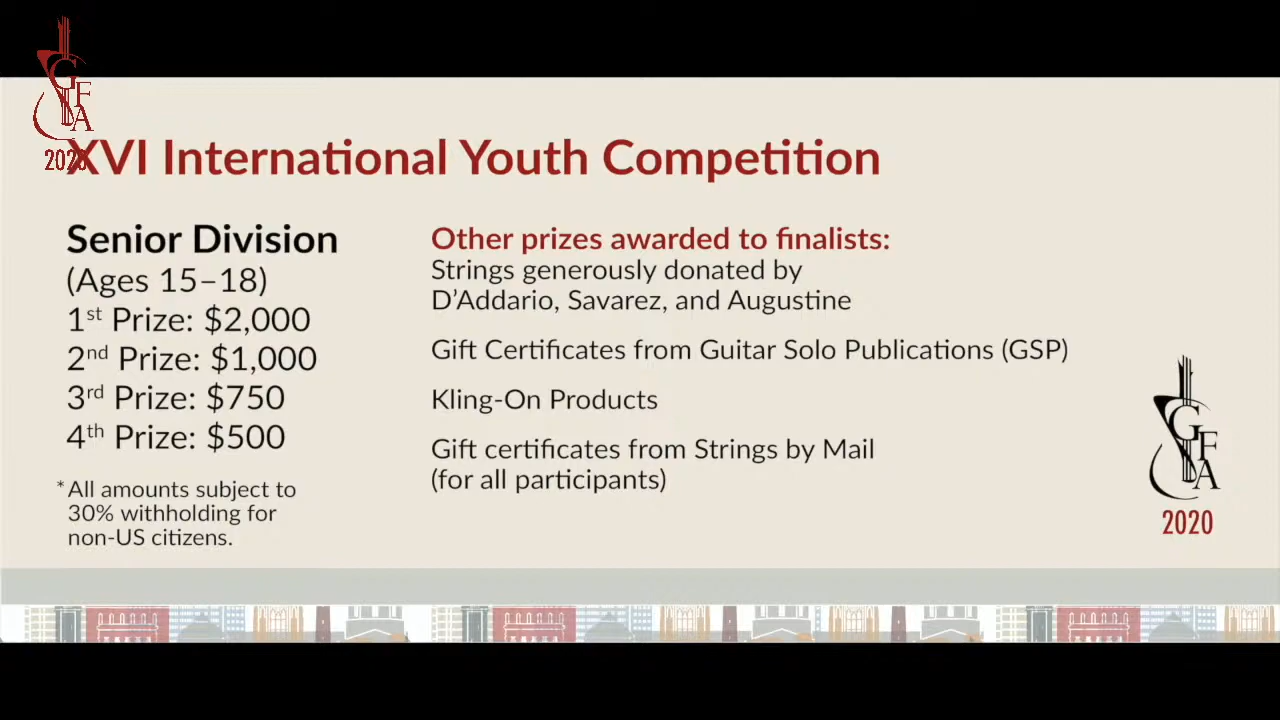 GFA
2020
XVI International Youth Competition
Senior Division
(Ages 15–18)
1st Prize: $2,000
2nd Prize: $1,000
3rd Prize: $750
4th Prize: $500
*All amounts subject to
30% withholding for
non-US citizens.
Other prizes awarded to finalists:
Strings generously donated by
D’Addario, Savarez, and Augustine
Gift Certificates from Guitar Solo Publications (GSP)
Kling-On Products
Gift certificates from Strings by Mail
(for all participants)
GFA
2020